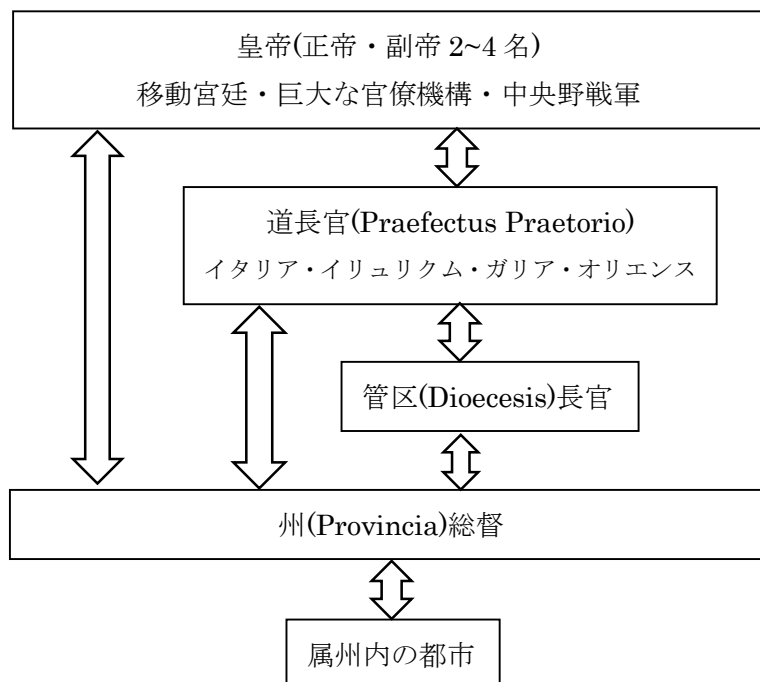 皇帝(正帝・副帝 2~4 名)
移動宮廷・巨大な官僚機構・中央野戦軍
道長官(Praefectus Praetorio)
イタリア・イリュリクム・ガリア・オリエンス
管区(Dioecesis)長官
州(Provincia)総督
属州内の都市